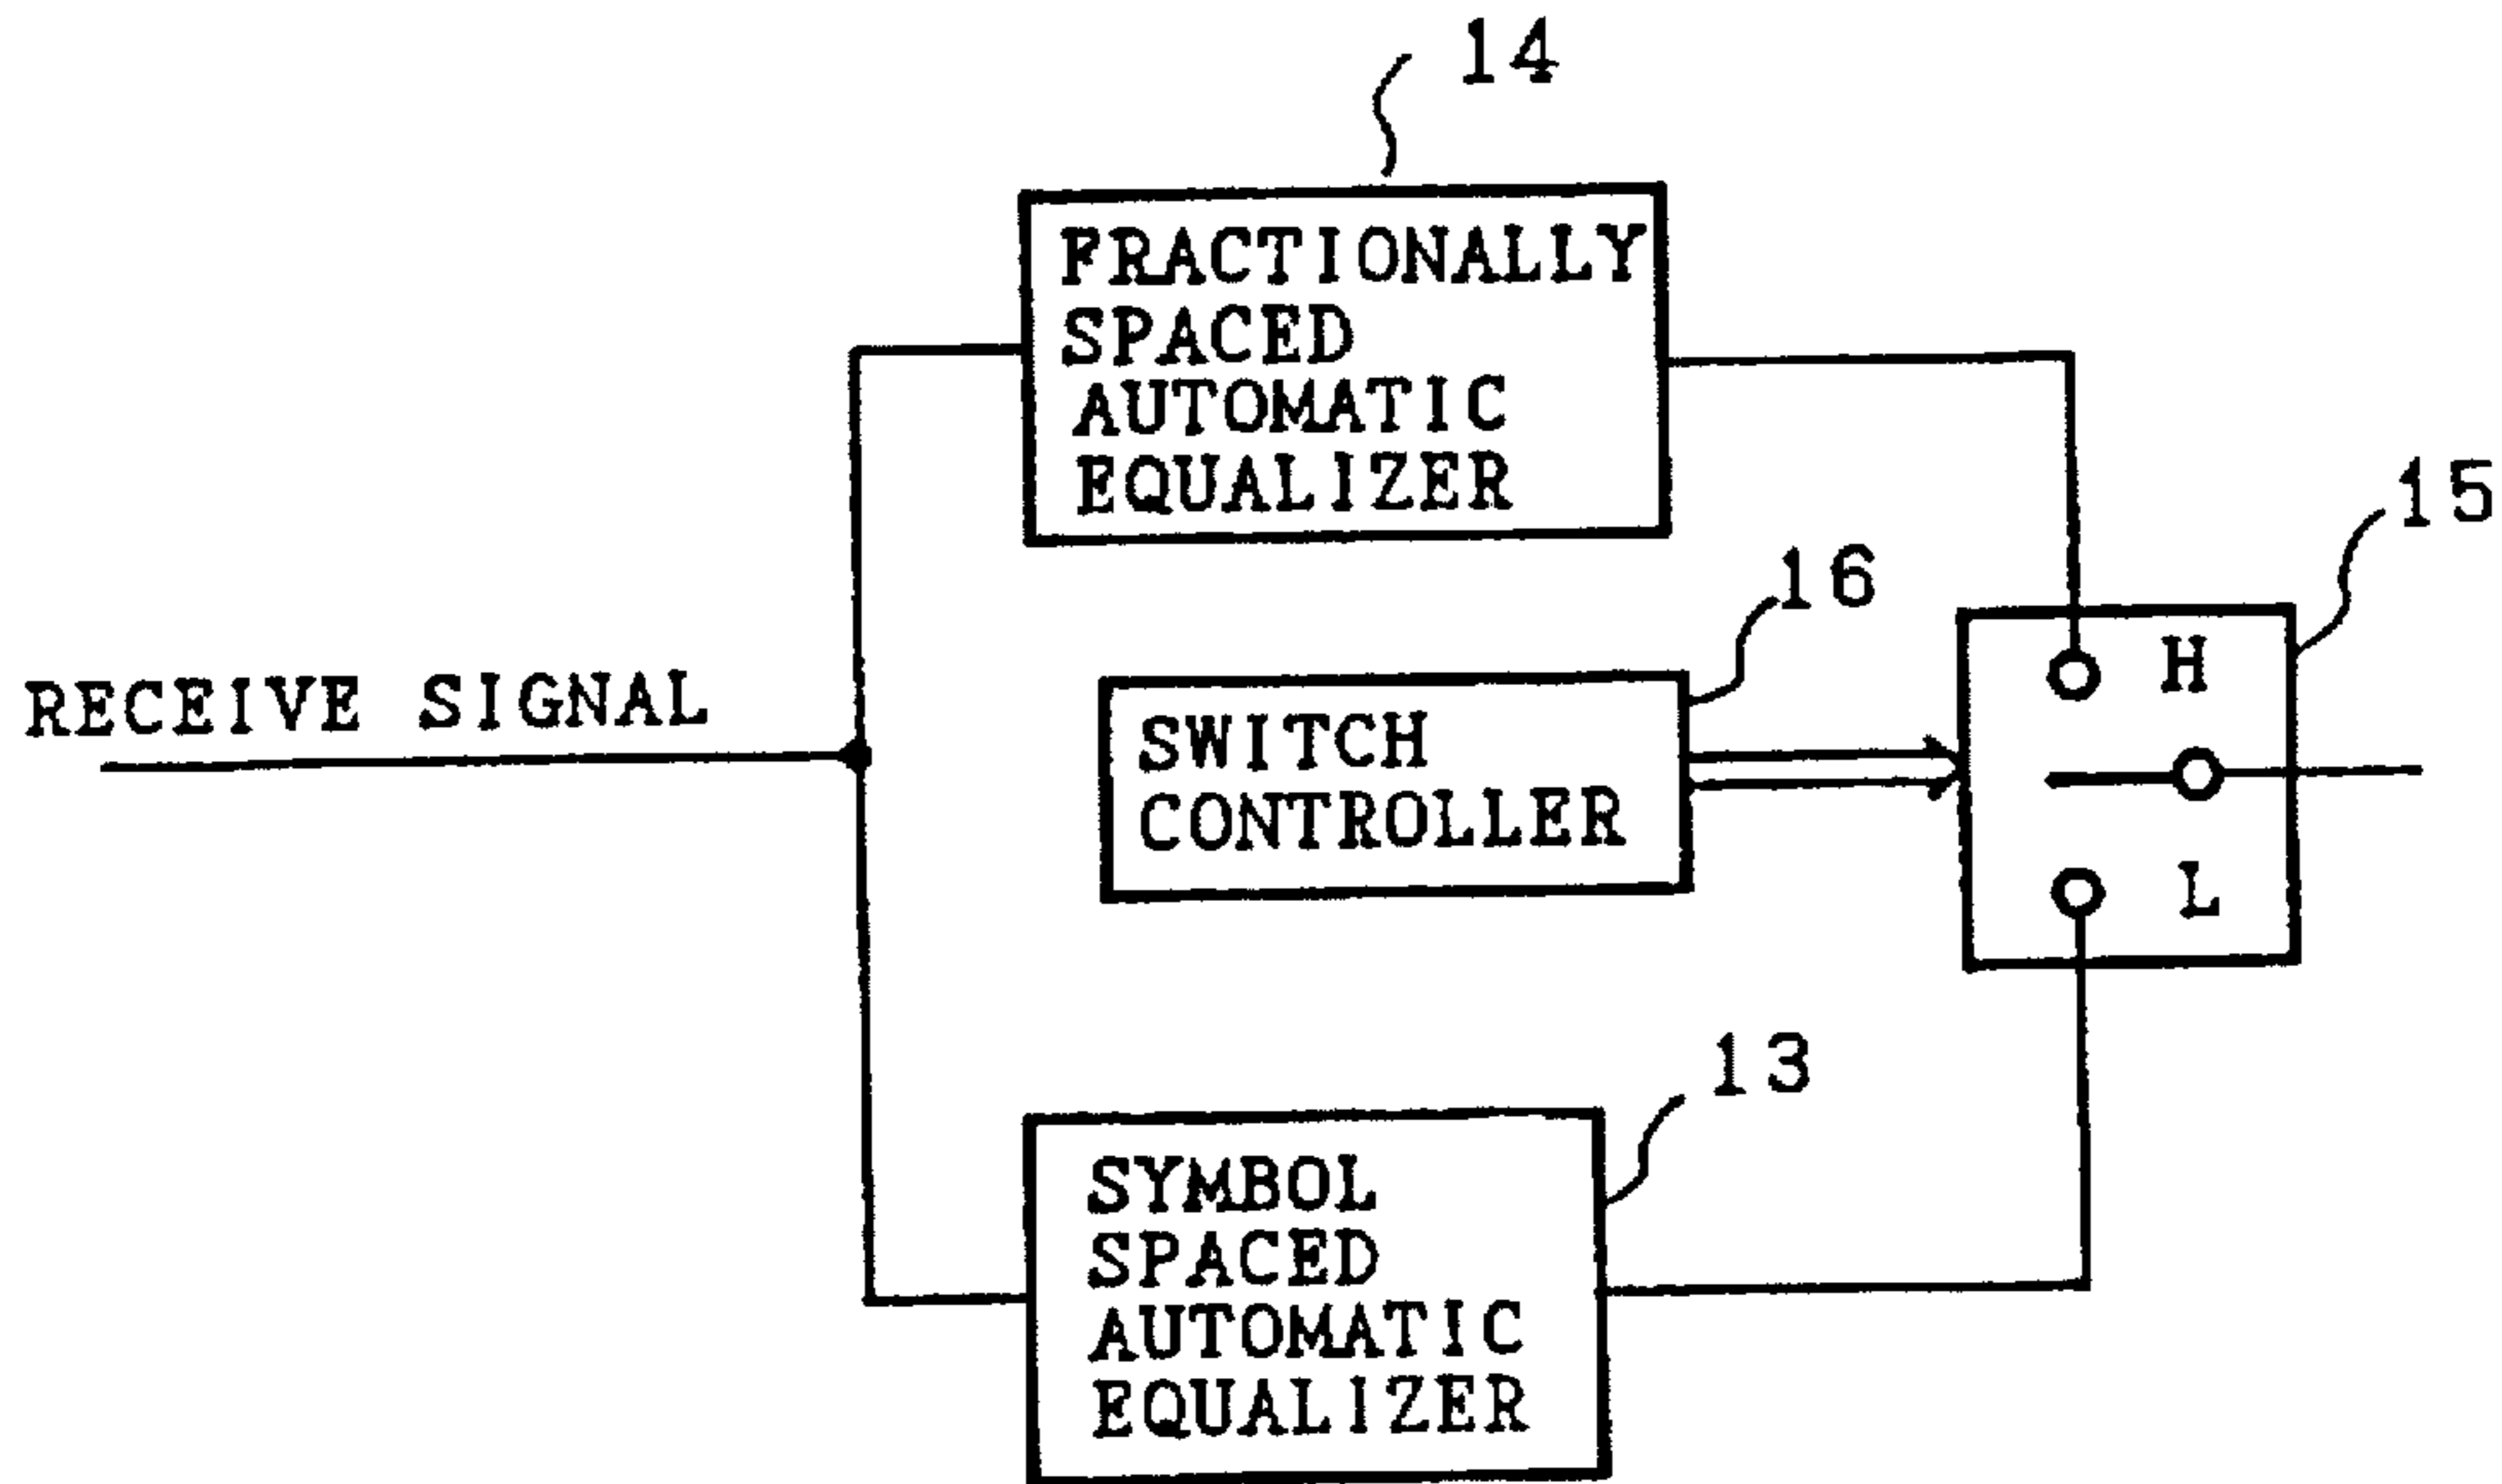 14
FRACTIONALLY
SPACED
AUTOMATIC
EQUALIZER
15
16
RECEIVE SIGNAL
SWITCH
CONTROLLER
H
L
13
SYMBOL
SPACED
AUTOMATIC
EQUALIZER